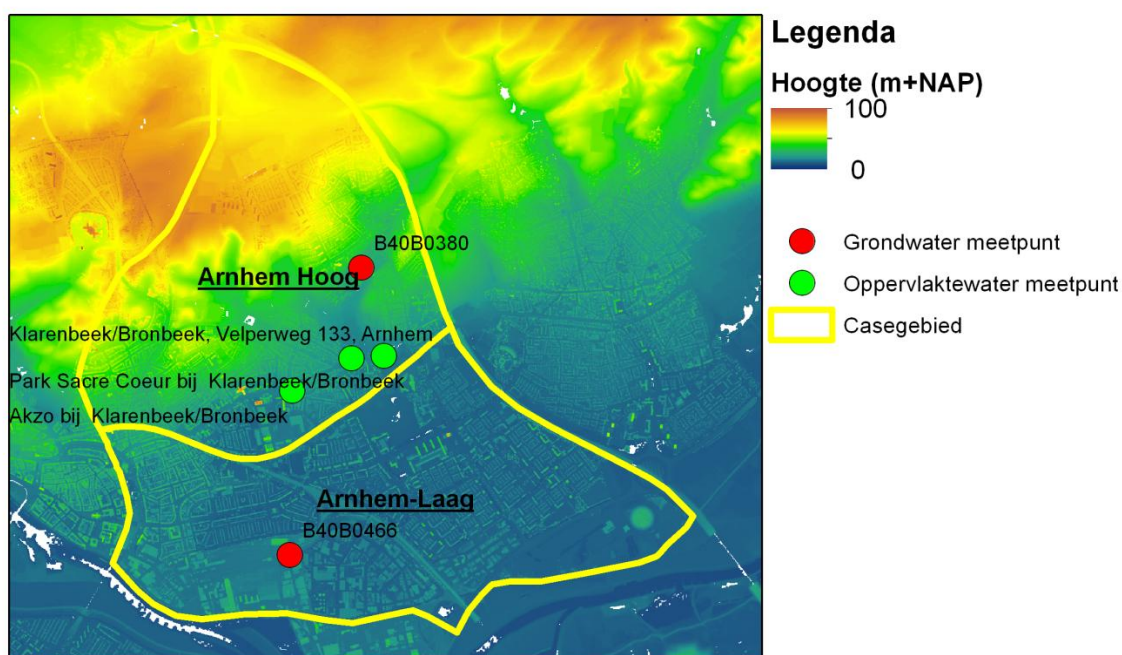 Legenda
Hoogte (m+NAP)
100
0
Grondwater meetpunt
Oppervlaktewater meetpunt
Casegebied
B40B0380
Arnhem Hoog
Klarenbeek/Bronbeek, Velperweg 133, Arnhem
Park Sacre Coeur bij Klarenbeek/Bronbeek
Akzo bij Klarenbeek/Bronbeek
Arnhem-Laag
B40B0466